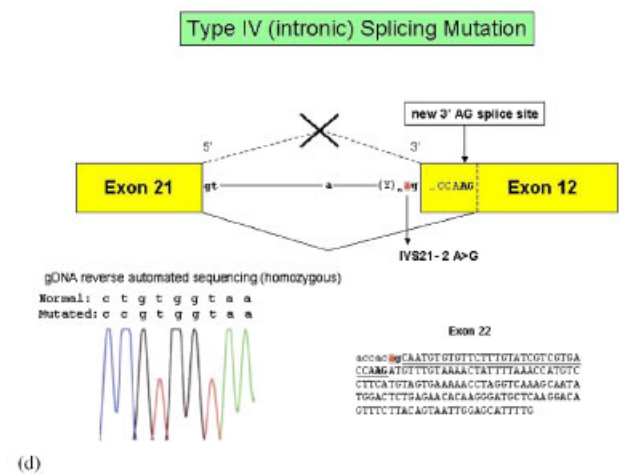 Type IV (intronic) Splicing Mutation
new 3' AG splice site
5'
3'
Exon 21
gt
a
(Y)n ag
..CCAAG
Exon 12
IVS21- 2 A>G
gDNA reverse automated sequencing (homozygous)
Normal: c t g t g g t a a
Mutated: c c g t g g t a a
Exon 22
accacagCAATGTGTGTTCTTTGTATCGTCGTGA
CCAAGATGTTTGTAAAACTATTTTAAACCATGTC
CTTCATGTAGTGAAAAACCTAGGTCAAAGCAATA
TGGACTCTGAGAACACAAGGGATGCTCAAGGACA
GTTTCTTACAGTAATTGGAGCATTTTG
(d)